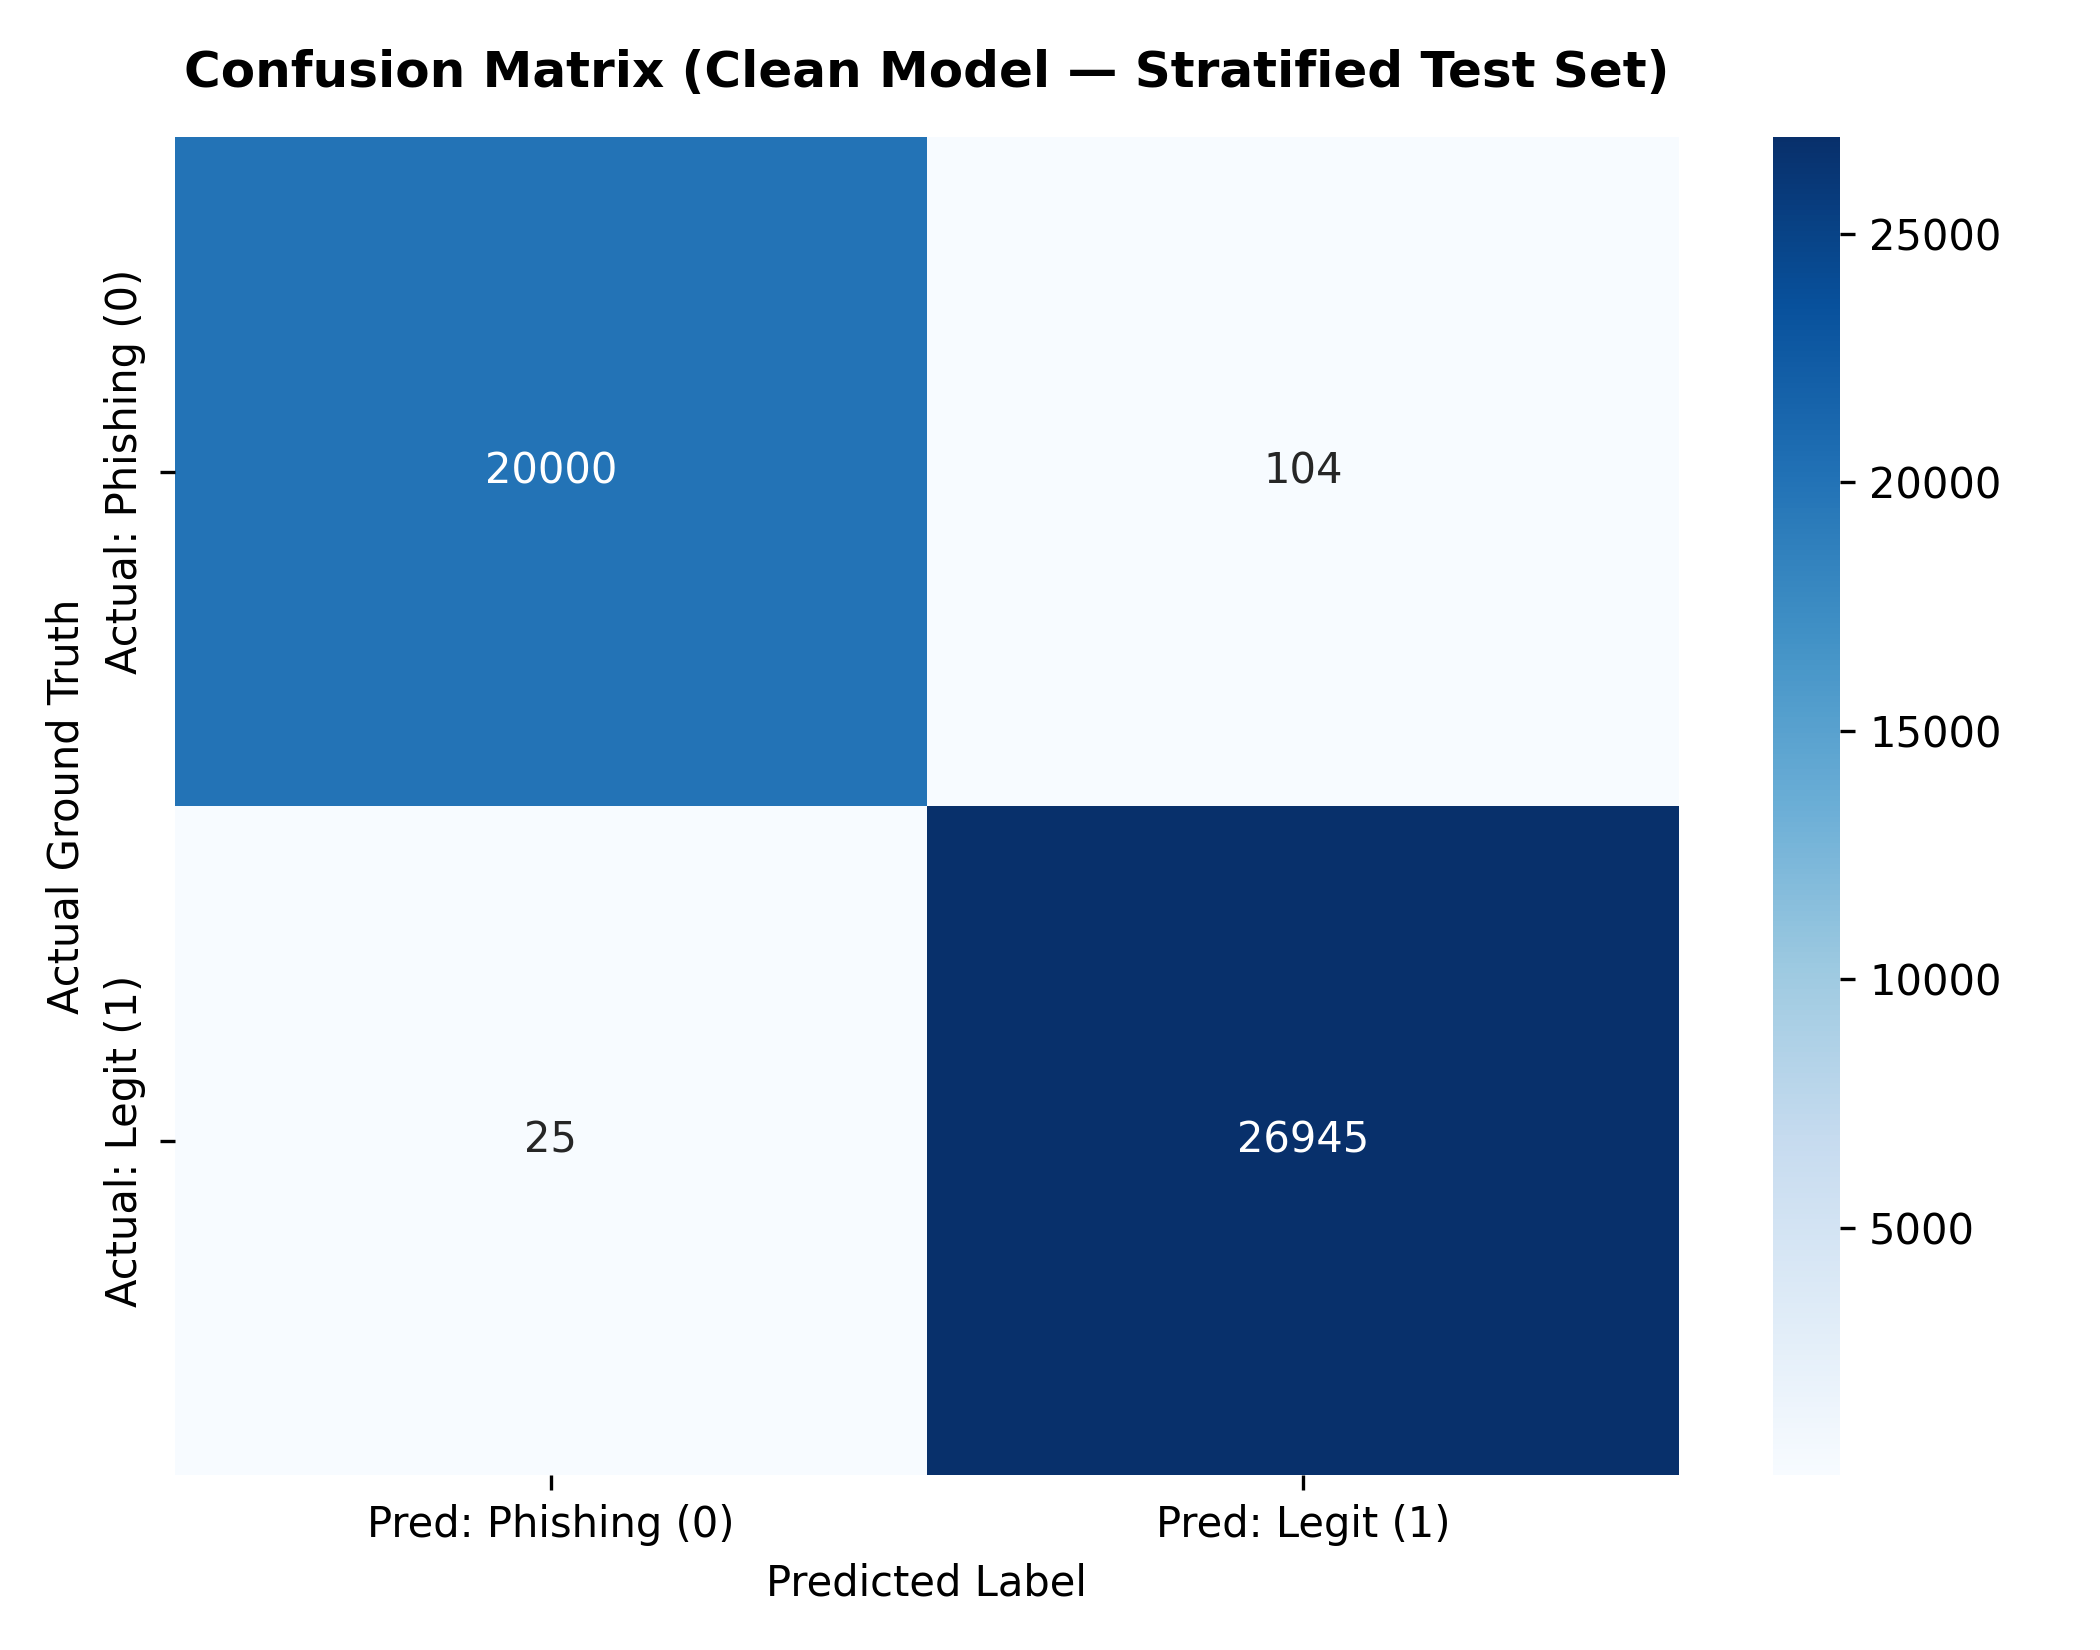 Confusion Matrix (Clean Model — Stratified Test Set)
Actual Ground Truth
Actual: Phishing (0)
Actual: Legit (1)
20000
104
25
26945
Pred: Phishing (0)
Pred: Legit (1)
Predicted Label
25000
20000
15000
10000
5000